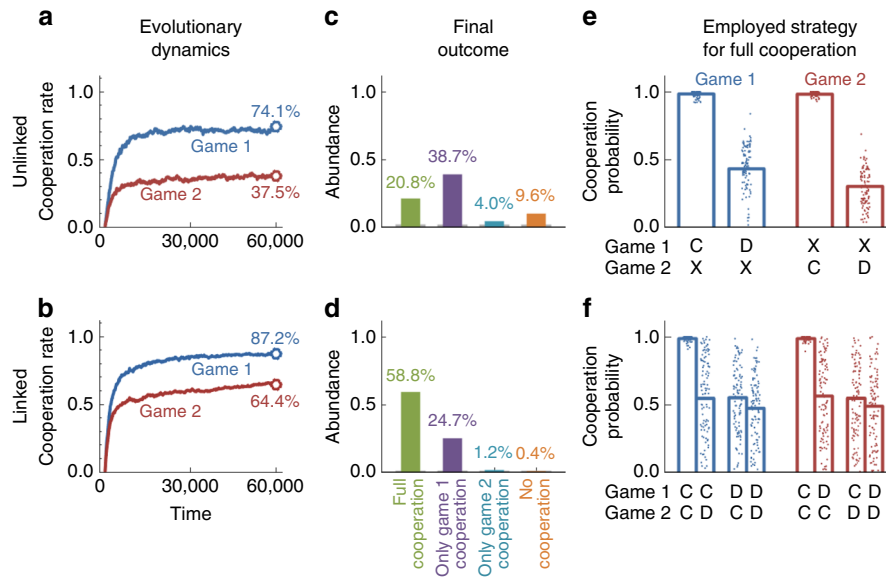 a
Evolutionary
dynamics
Unlinked
Cooperation rate
1.0
0.5
0.0
74.1%
Game 1
Game 2
37.5%
0
30,000
60,000
c
Final
outcome
Abundance
1.0
0.5
0.0
20.8%
38.7%
4.0%
9.6%
e
Employed strategy
for full cooperation
Cooperation
probability
1.0
0.5
0.0
Game 1
Game 2
Game 1 C D X X
Game 2 X X C D
b
Linked
Cooperation rate
1.0
0.5
0.0
87.2%
Game 1
Game 2
64.4%
0
30,000
60,000
Time
d
Abundance
1.0
0.5
0.0
58.8%
24.7%
1.2%
0.4%
Full
cooperation
Only game 1
cooperation
Only game 2
cooperation
No
cooperation
f
Cooperation
probability
1.0
0.5
0.0
Game 1 C C D D C D C D
Game 2 C D C D C C D D